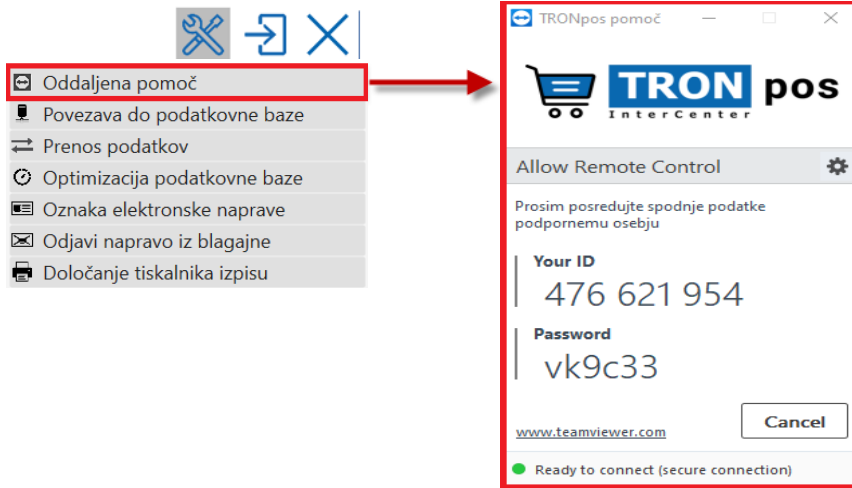 Oddaljena pomoč
Povezava do podatkovne baze
Prenos podatkov
Optimizacija podatkovne baze
Oznaka elektronske naprave
Odjavi napravo iz blagajne
Določanje tiskalnika izpisu
TRONpos pomoč
TRON pos
InterCenter
Allow Remote Control
Prosim posredujte spodnje podatke
podpornemu osebju
Your ID
476 621 954
Password
vk9c33
www.teamviewer.com
Cancel
Ready to connect (secure connection)